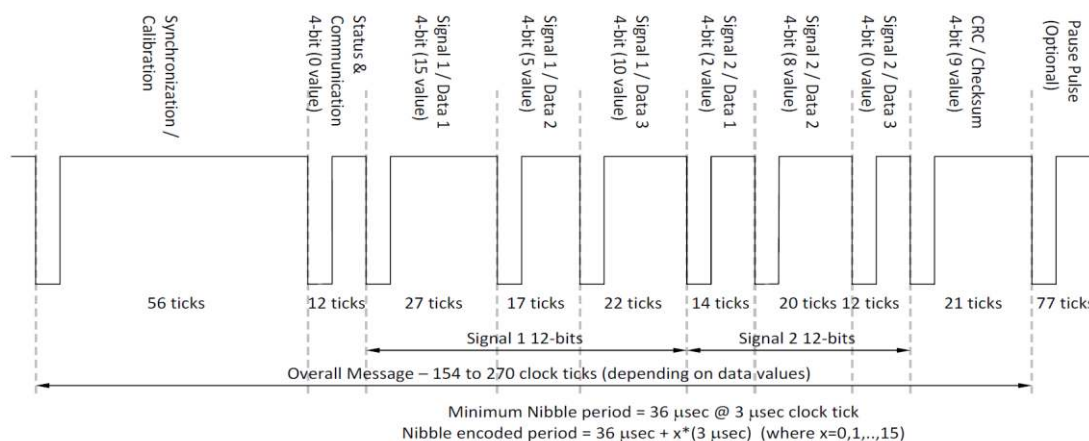 Synchronization /
Calibration
Status &
Communication
4-bit (0 value)
Signal 1 / Data 1
4-bit (15 value)
Signal 1 / Data 2
4-bit (5 value)
Signal 1 / Data 3
4-bit (10 value)
Signal 2 / Data 1
4-bit (2 value)
Signal 2 / Data 2
4-bit (8 value)
Signal 2 / Data 3
4-bit (0 value)
CRC / Checksum
4-bit (9 value)
Pause Pulse
(Optional)
56 ticks
12 ticks
27 ticks
17 ticks
22 ticks
14 ticks
20 ticks
12 ticks
21 ticks
77 ticks
Signal 1 12-bits
Signal 2 12-bits
Overall Message – 154 to 270 clock ticks (depending on data values)
Minimum Nibble period = 36 μsec @ 3 μsec clock tick
Nibble encoded period = 36 μsec + x*(3 μsec) (where x=0,1,..,15)